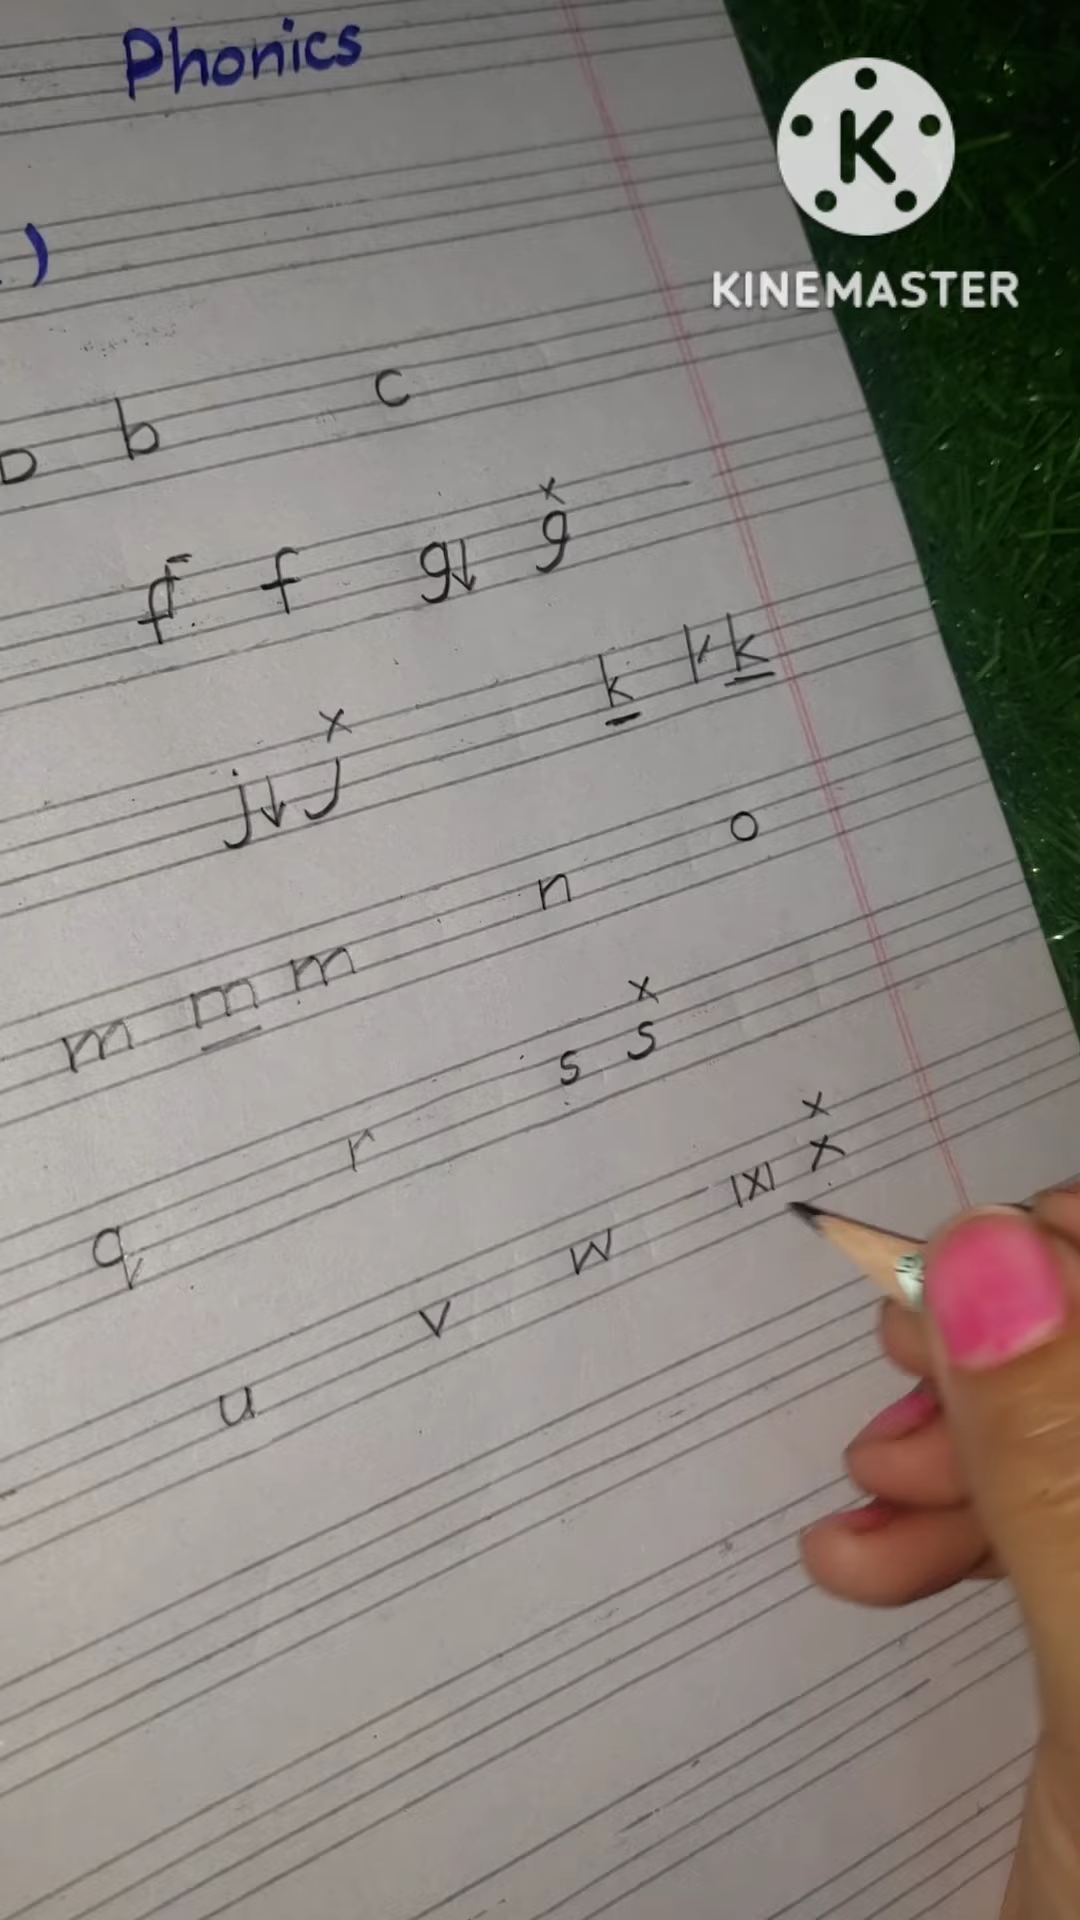 Phonics
K
KINEMASTER
)
b c
f f g↓ x g
j↓ x j k k k
m m m n o
q r s x s
u v w |x| x x